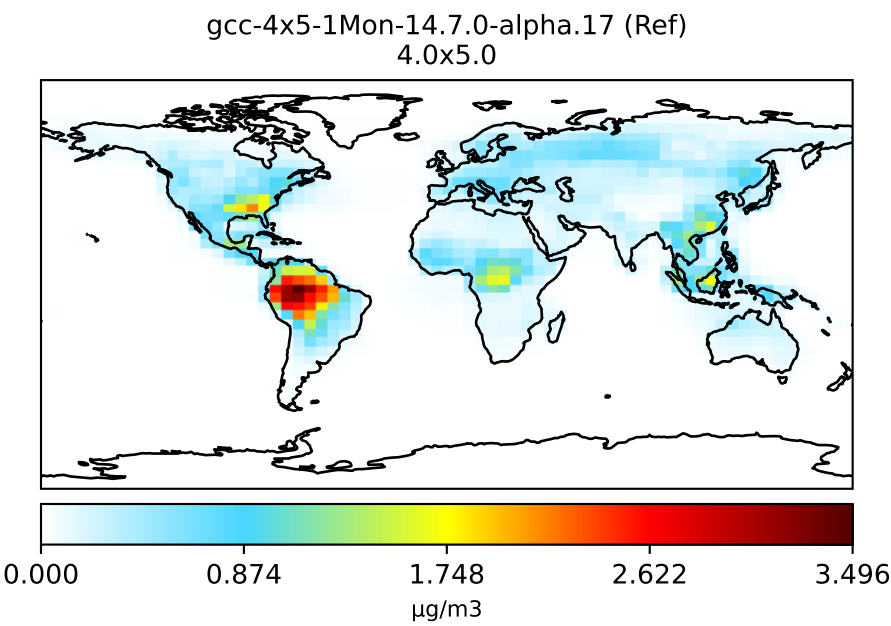 gcc-4x5-1Mon-14.7.0-alpha.17 (Ref)
4.0x5.0
0.000 0.874 1.748 2.622 3.496
μg/m3